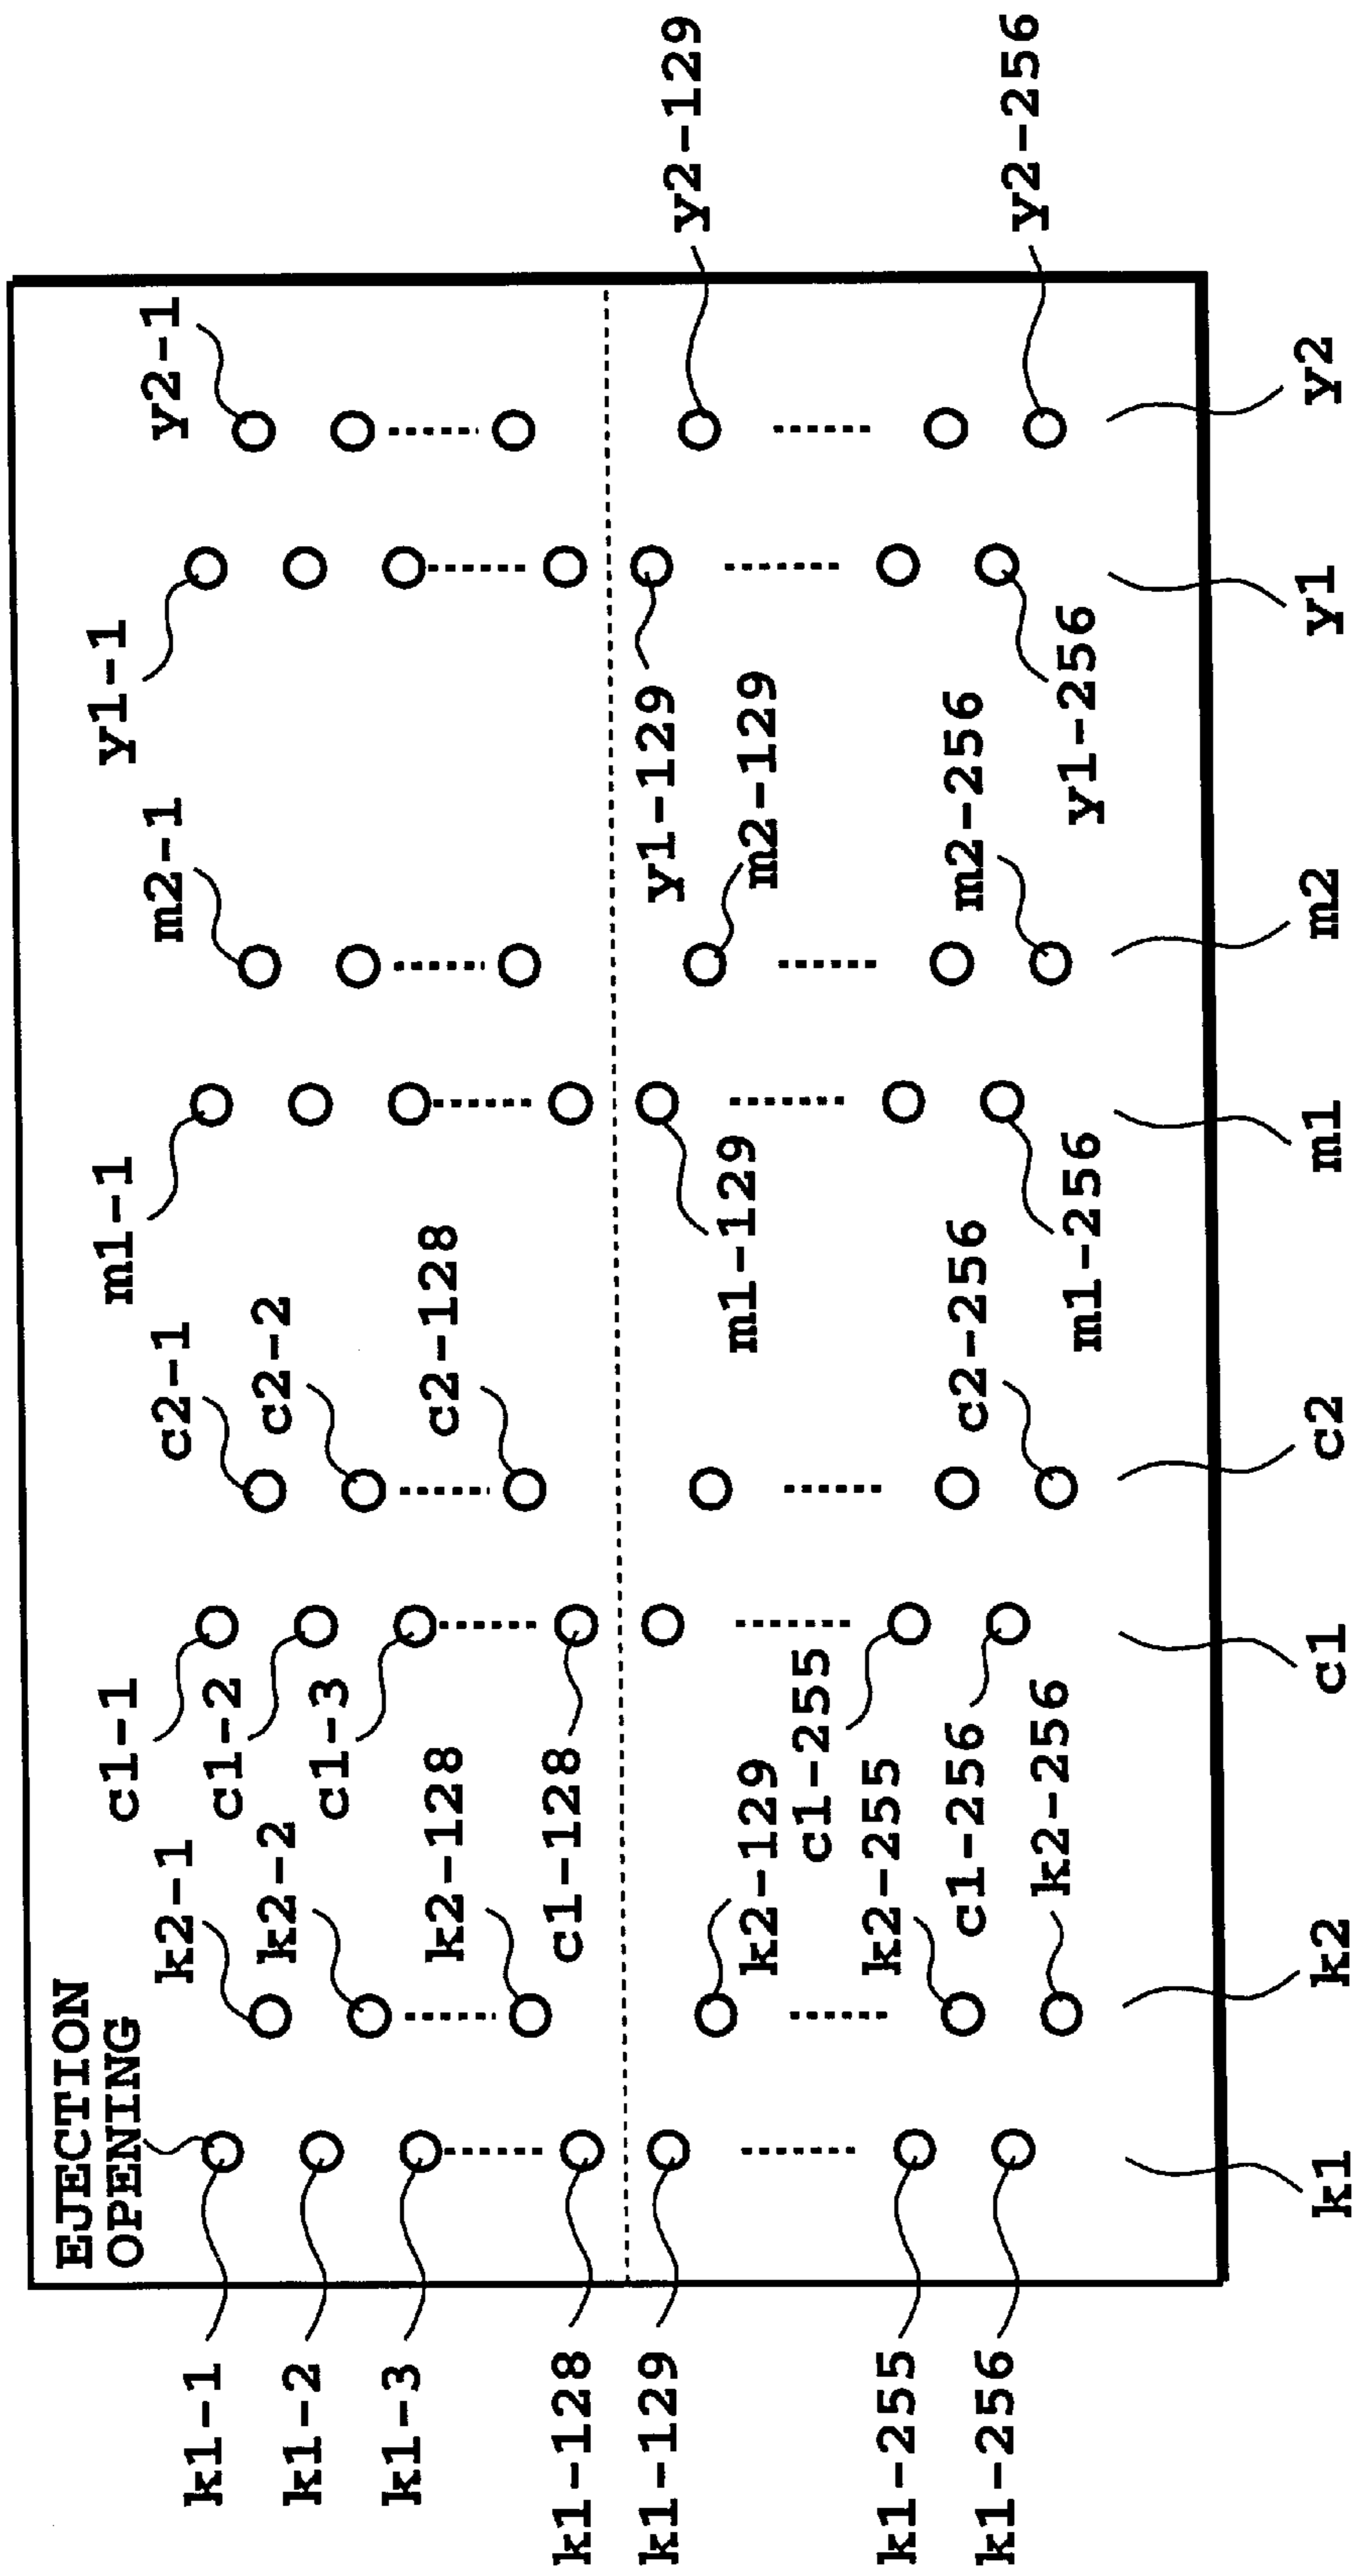 EJECTION
OPENING
k1-1
k1-2
k1-3
k1-128
k1-129
k1-255
k1-256
k2-1
k2-2
k2-128
k2-129
k2-255
k2-256
c1-1
c1-2
c1-3
c1-128
c1-255
c1-256
c2-1
c2-2
c2-128
c2-256
m1-1
m1-129
m1-256
m2-1
m2-129
m2-256
y1-1
y1-129
y1-256
y2-1
y2-129
y2-256
k1
k2
c1
c2
m1
m2
y1
y2